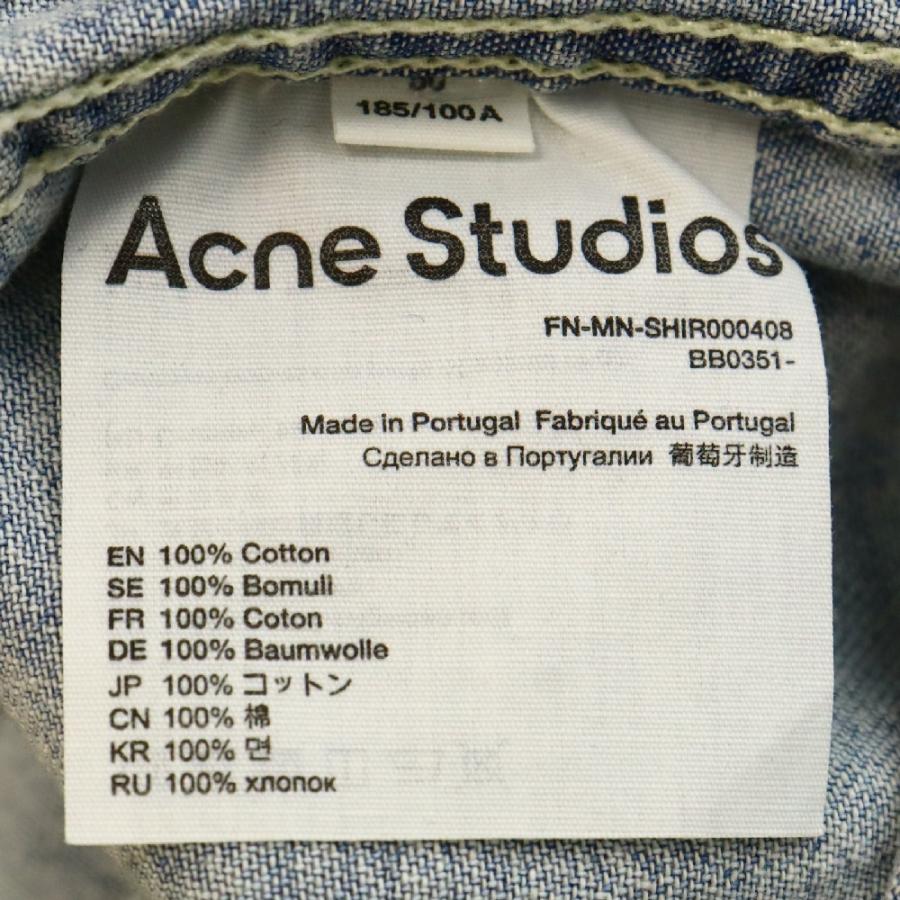 185/100A
Acne Studios
FN-MN-SHIR000408
BB0351-
Made in Portugal Fabriqué au Portugal
Сделано в Португалии 葡萄牙制造
EN 100% Cotton
SE 100% Bomull
FR 100% Coton
DE 100% Baumwolle
JP 100% コットン
CN 100% 棉
KR 100% 면
RU 100% хлопок